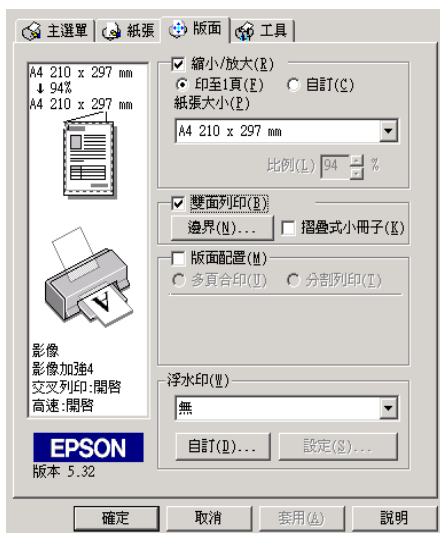 主選單 紙張 版面 工具
A4 210 x 297 mm
↓ 94%
A4 210 x 297 mm
影像
影像加強4
交叉列印:開啓
高速:開啓
EPSON
版本 5.32
縮小/放大(R)
印至1頁(F) 自訂(C)
紙張大小(P)
A4 210 x 297 mm
比例(L) 94 %
雙面列印(B)
邊界(N)... 摺疊式小冊子(K)
版面配置(M)
多頁合印(U) 分割列印(I)
浮水印(W)
無
自訂(D)... 設定(S)...
確定 取消 套用(A) 說明